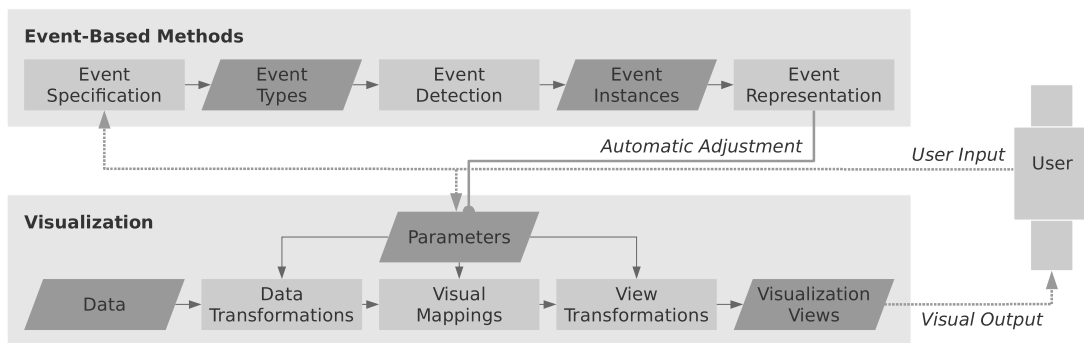 Event-Based Methods
Event
Specification
Event
Types
Event
Detection
Event
Instances
Event
Representation
Automatic Adjustment
User Input
User
Visualization
Parameters
Data
Data
Transformations
Visual
Mappings
View
Transformations
Visualization
Views
Visual Output